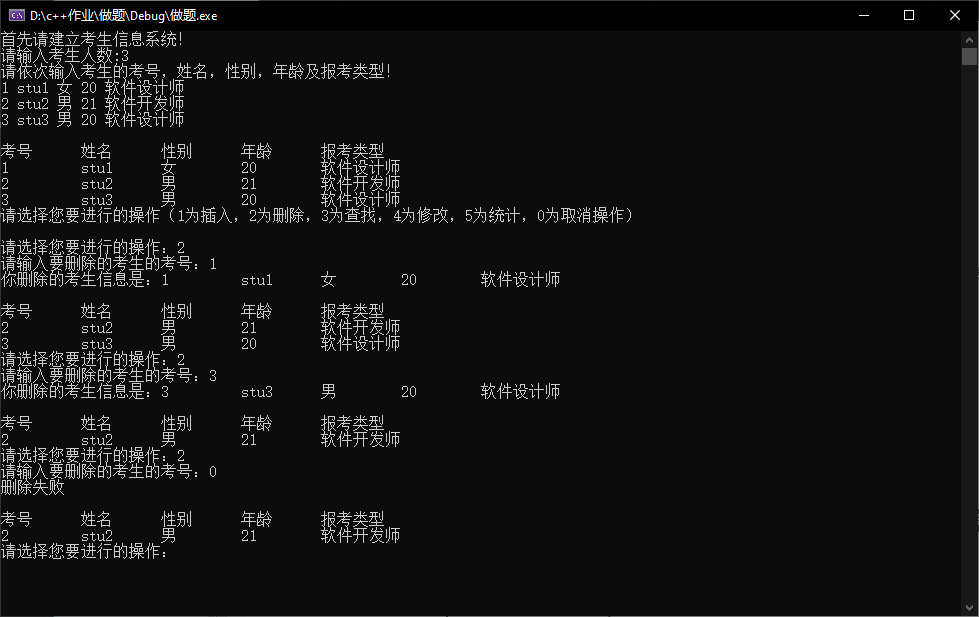 D:\c++作业\做题\Debug\做题.exe
首先请建立考生信息系统!
请输入考生人数:3
请依次输入考生的考号，姓名，性别，年龄及报考类型!
1 stu1 女 20 软件设计师
2 stu2 男 21 软件开发师
3 stu3 男 20 软件设计师
考号 姓名 性别 年龄 报考类型
1 stu1 女 20 软件设计师
2 stu2 男 21 软件开发师
3 stu3 男 20 软件设计师
请选择您要进行的操作（1为插入，2为删除，3为查找，4为修改，5为统计，0为取消操作）
请选择您要进行的操作：2
请输入要删除的考生的考号：1
你删除的考生信息是：1 stu1 女 20 软件设计师
考号 姓名 性别 年龄 报考类型
2 stu2 男 21 软件开发师
3 stu3 男 20 软件设计师
请选择您要进行的操作：2
请输入要删除的考生的考号：3
你删除的考生信息是：3 stu3 男 20 软件设计师
考号 姓名 性别 年龄 报考类型
2 stu2 男 21 软件开发师
请选择您要进行的操作：2
请输入要删除的考生的考号：0
删除失败
考号 姓名 性别 年龄 报考类型
2 stu2 男 21 软件开发师
请选择您要进行的操作：